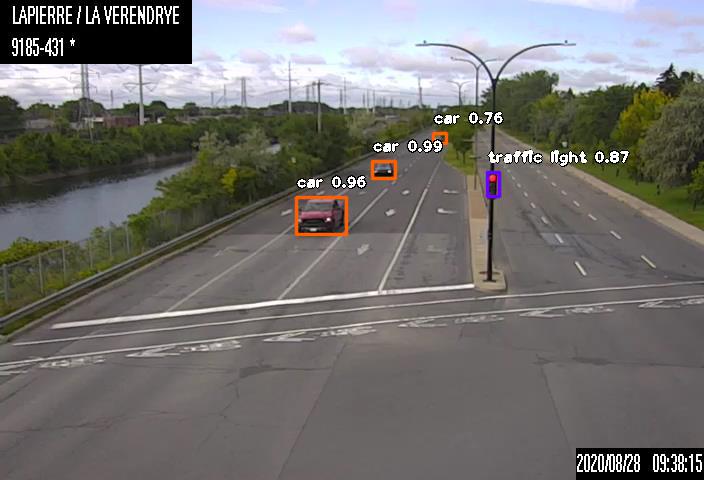 LAPIERRE / LA VERENDRYE
9185-431 *
car 0.76
car 0.99
traffic light 0.87
car 0.96
2020/08/28 09:38:15